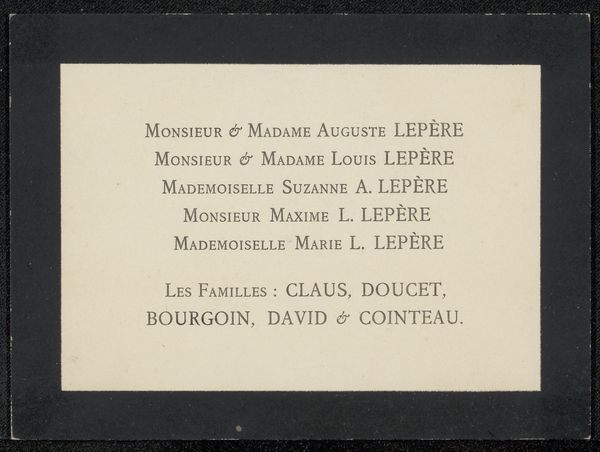 Monsieur & Madame Auguste LEPÈRE
Monsieur & Madame Louis LEPÈRE
Mademoiselle Suzanne A. LEPÈRE
Monsieur Maxime L. LEPÈRE
Mademoiselle Marie L. LEPÈRE
Les Familles : CLAUS, DOUCET,
BOURGOIN, DAVID & COINTEAU.